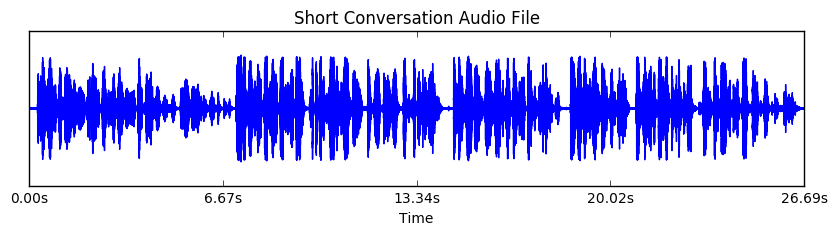 Short Conversation Audio File
0.00s 6.67s 13.34s 20.02s 26.69s
Time